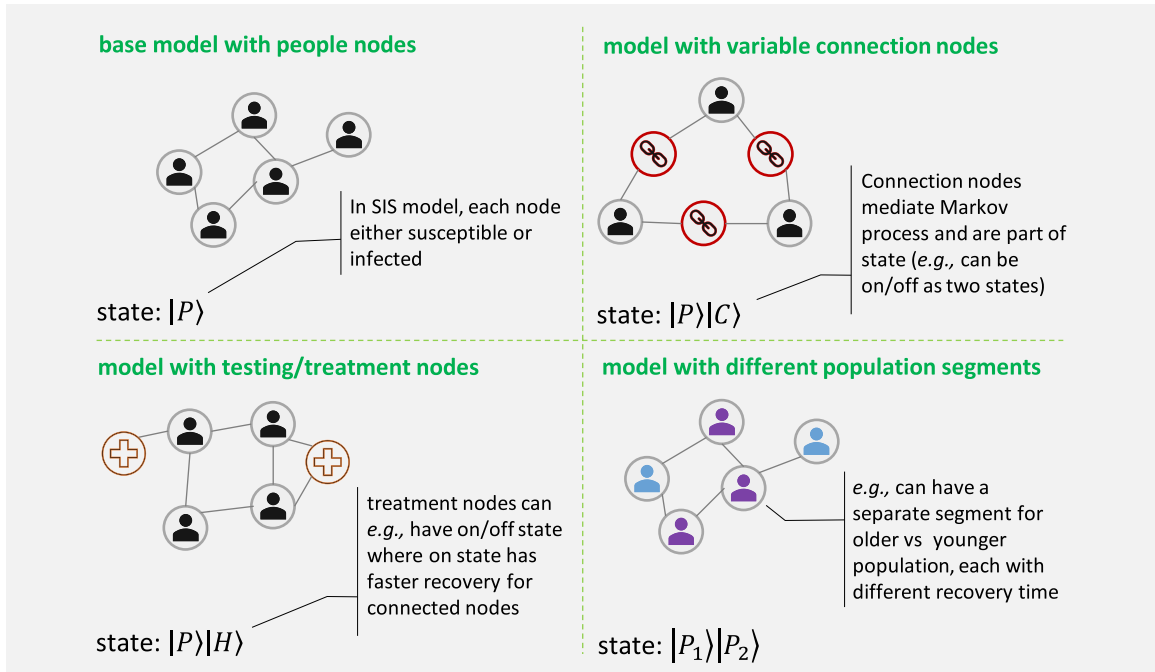 base model with people nodes
In SIS model, each node
either susceptible or
infected
state: |P⟩
model with variable connection nodes
Connection nodes
mediate Markov
process and are part of
state (e.g., can be
on/off as two states)
state: |P⟩|C⟩
model with testing/treatment nodes
treatment nodes can
e.g., have on/off state
where on state has
faster recovery for
connected nodes
state: |P⟩|H⟩
model with different population segments
e.g., can have a
separate segment for
older vs younger
population, each with
different recovery time
state: |P₁⟩|P₂⟩